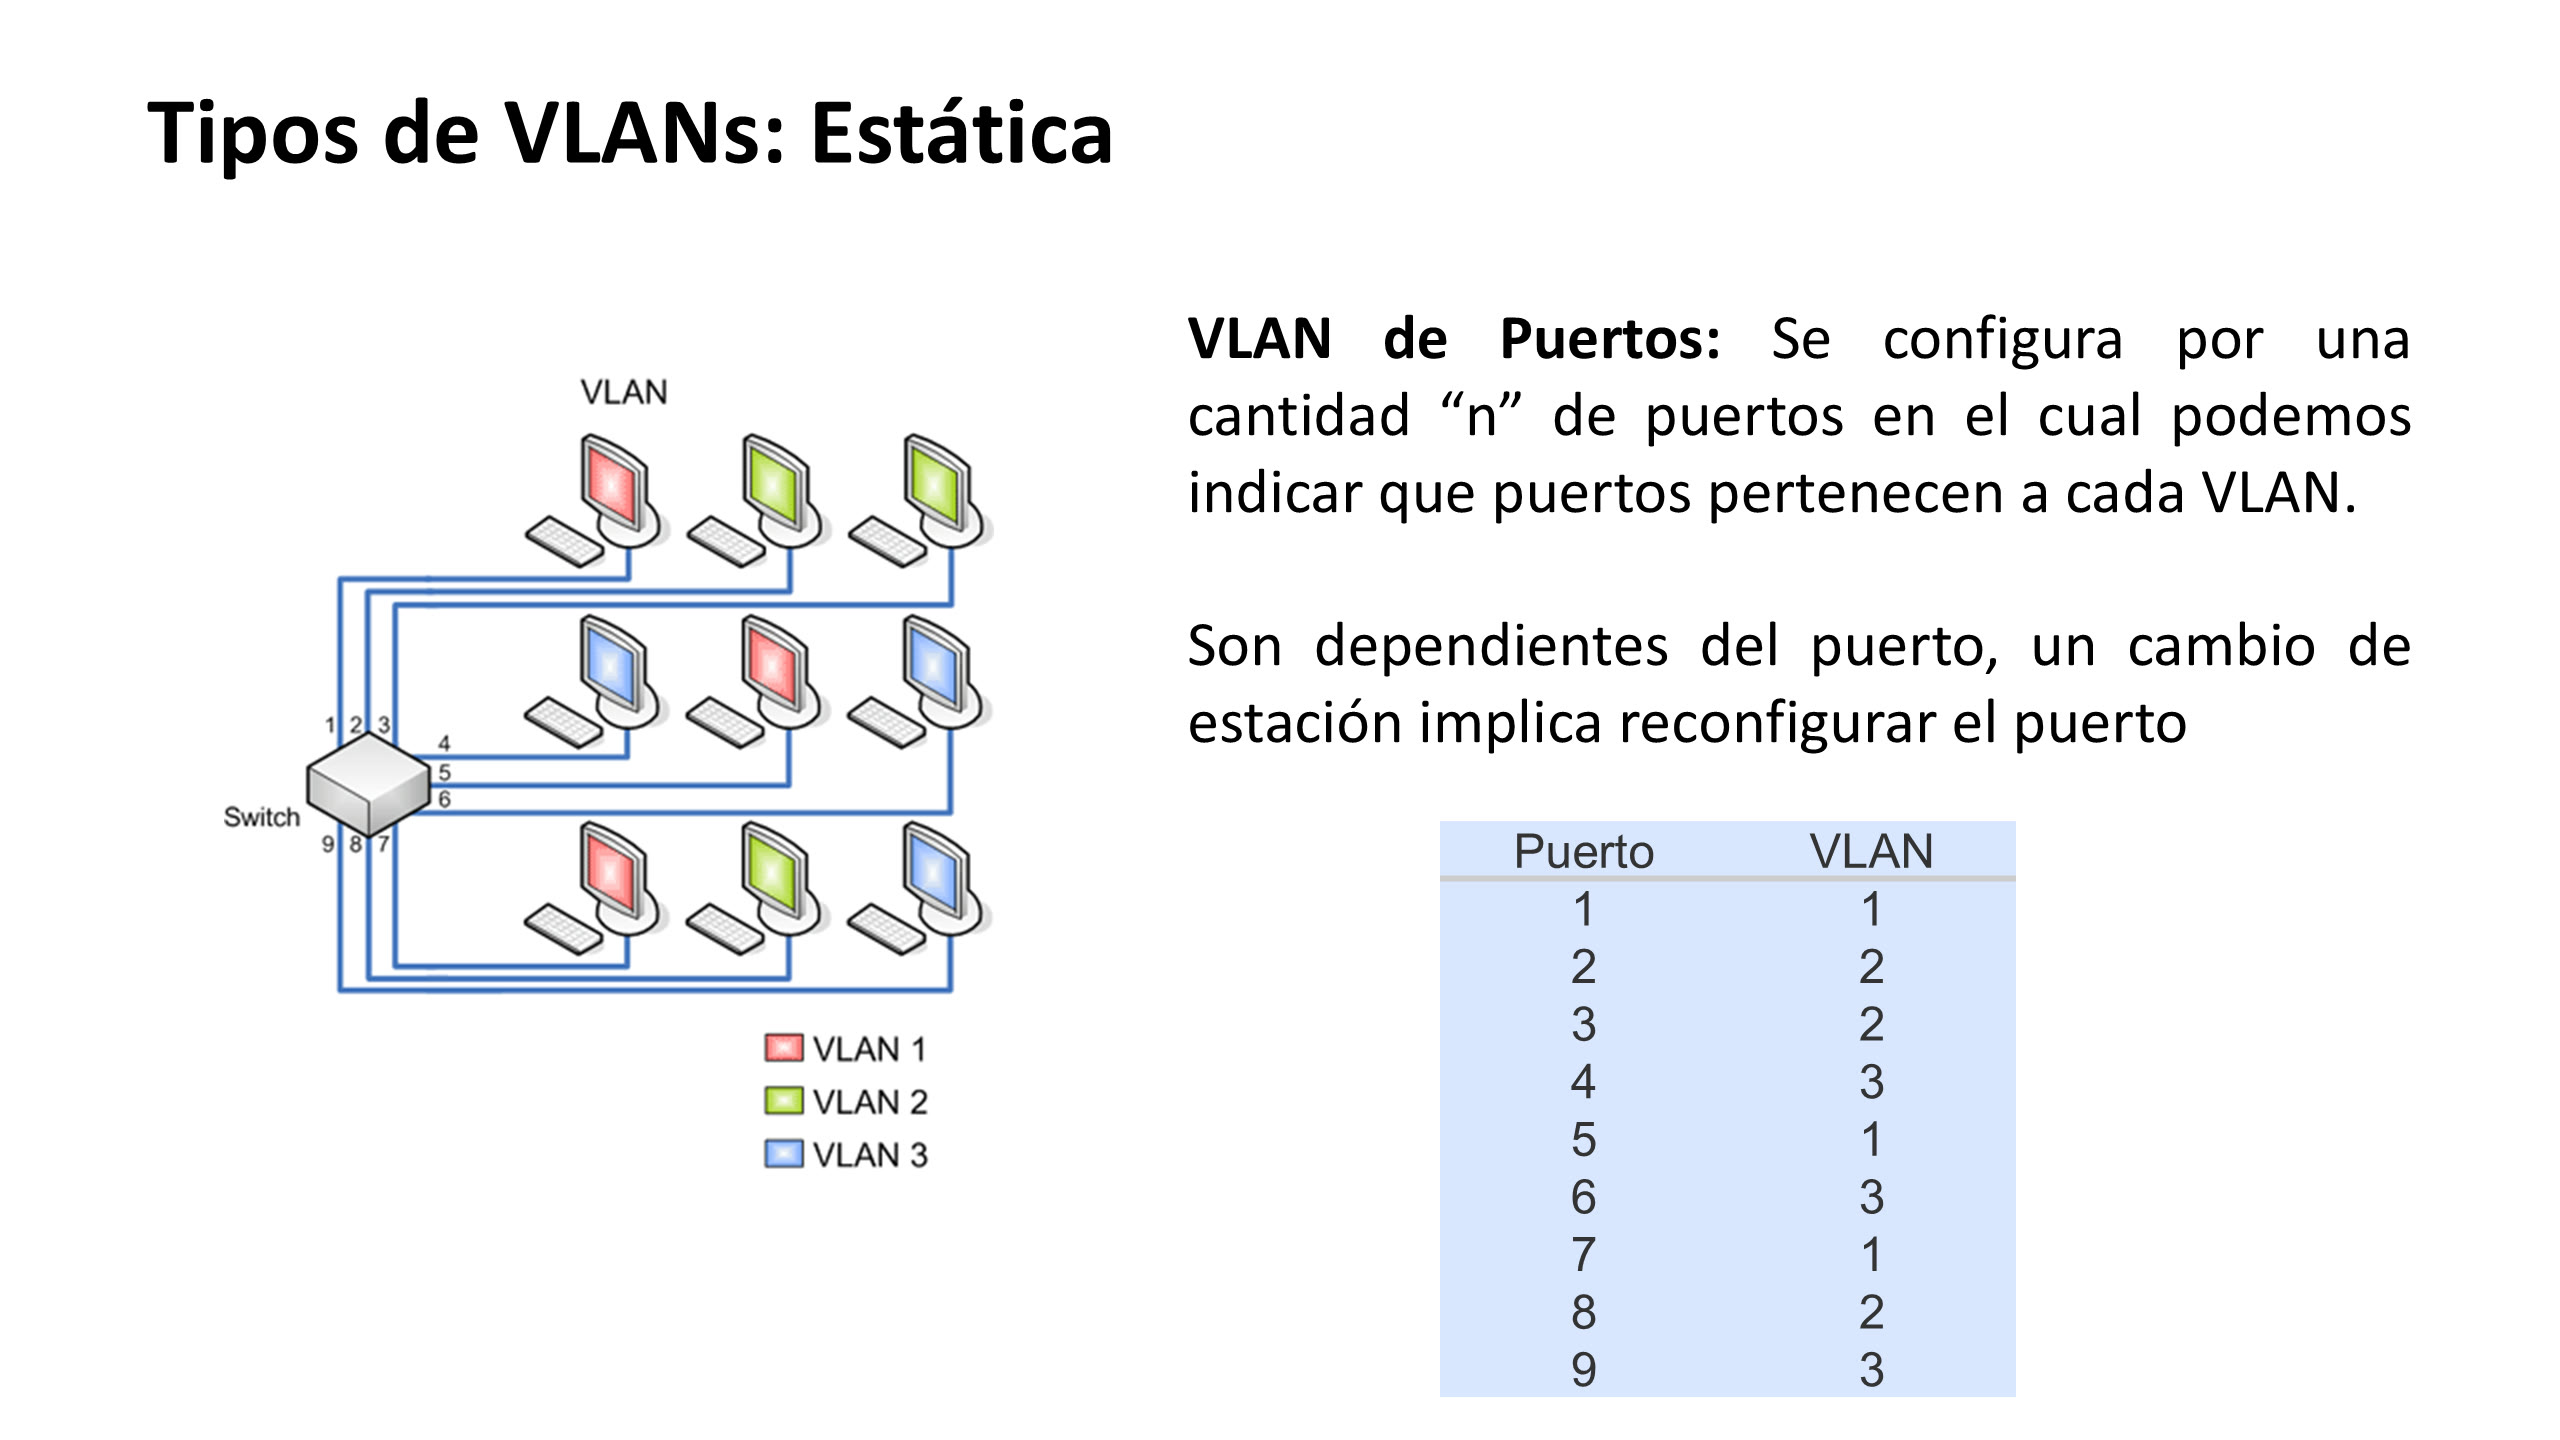 Tipos de VLANs: Estática
VLAN
1 2 3
4
5
6
Switch
9 8 7
VLAN 1
VLAN 2
VLAN 3
VLAN de Puertos: Se configura por una
cantidad “n” de puertos en el cual podemos
indicar que puertos pertenecen a cada VLAN.
Son dependientes del puerto, un cambio de
estación implica reconfigurar el puerto
Puerto VLAN
1 1
2 2
3 2
4 3
5 1
6 3
7 1
8 2
9 3